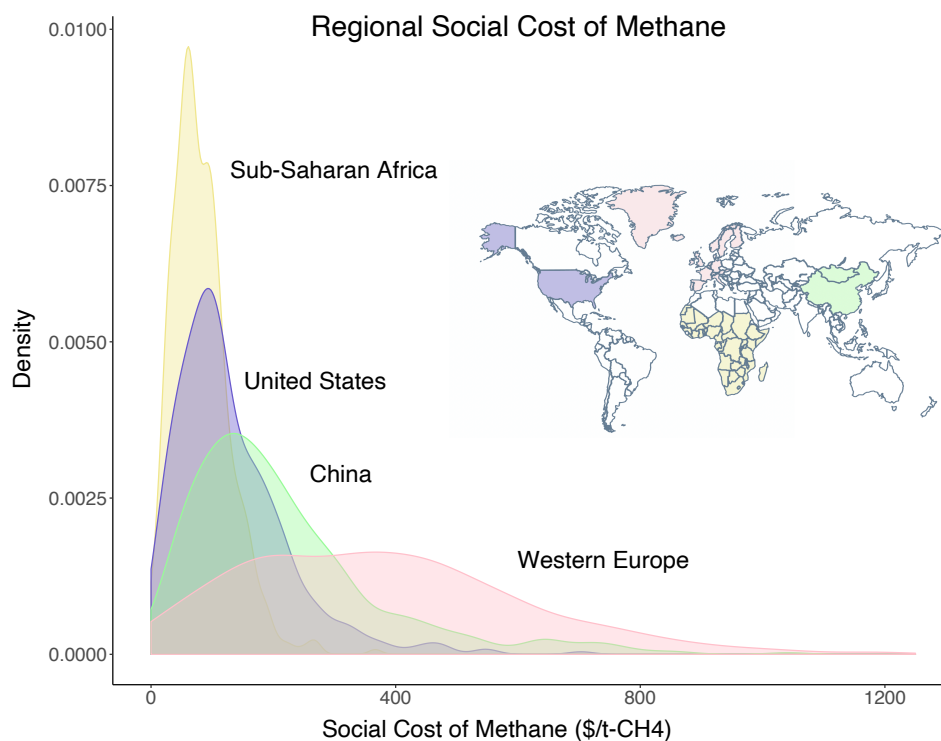 Regional Social Cost of Methane
0.0100
0.0075
0.0050
0.0025
0.0000
Density
Sub-Saharan Africa
United States
China
Western Europe
0
400
800
1200
Social Cost of Methane ($/t-CH4)